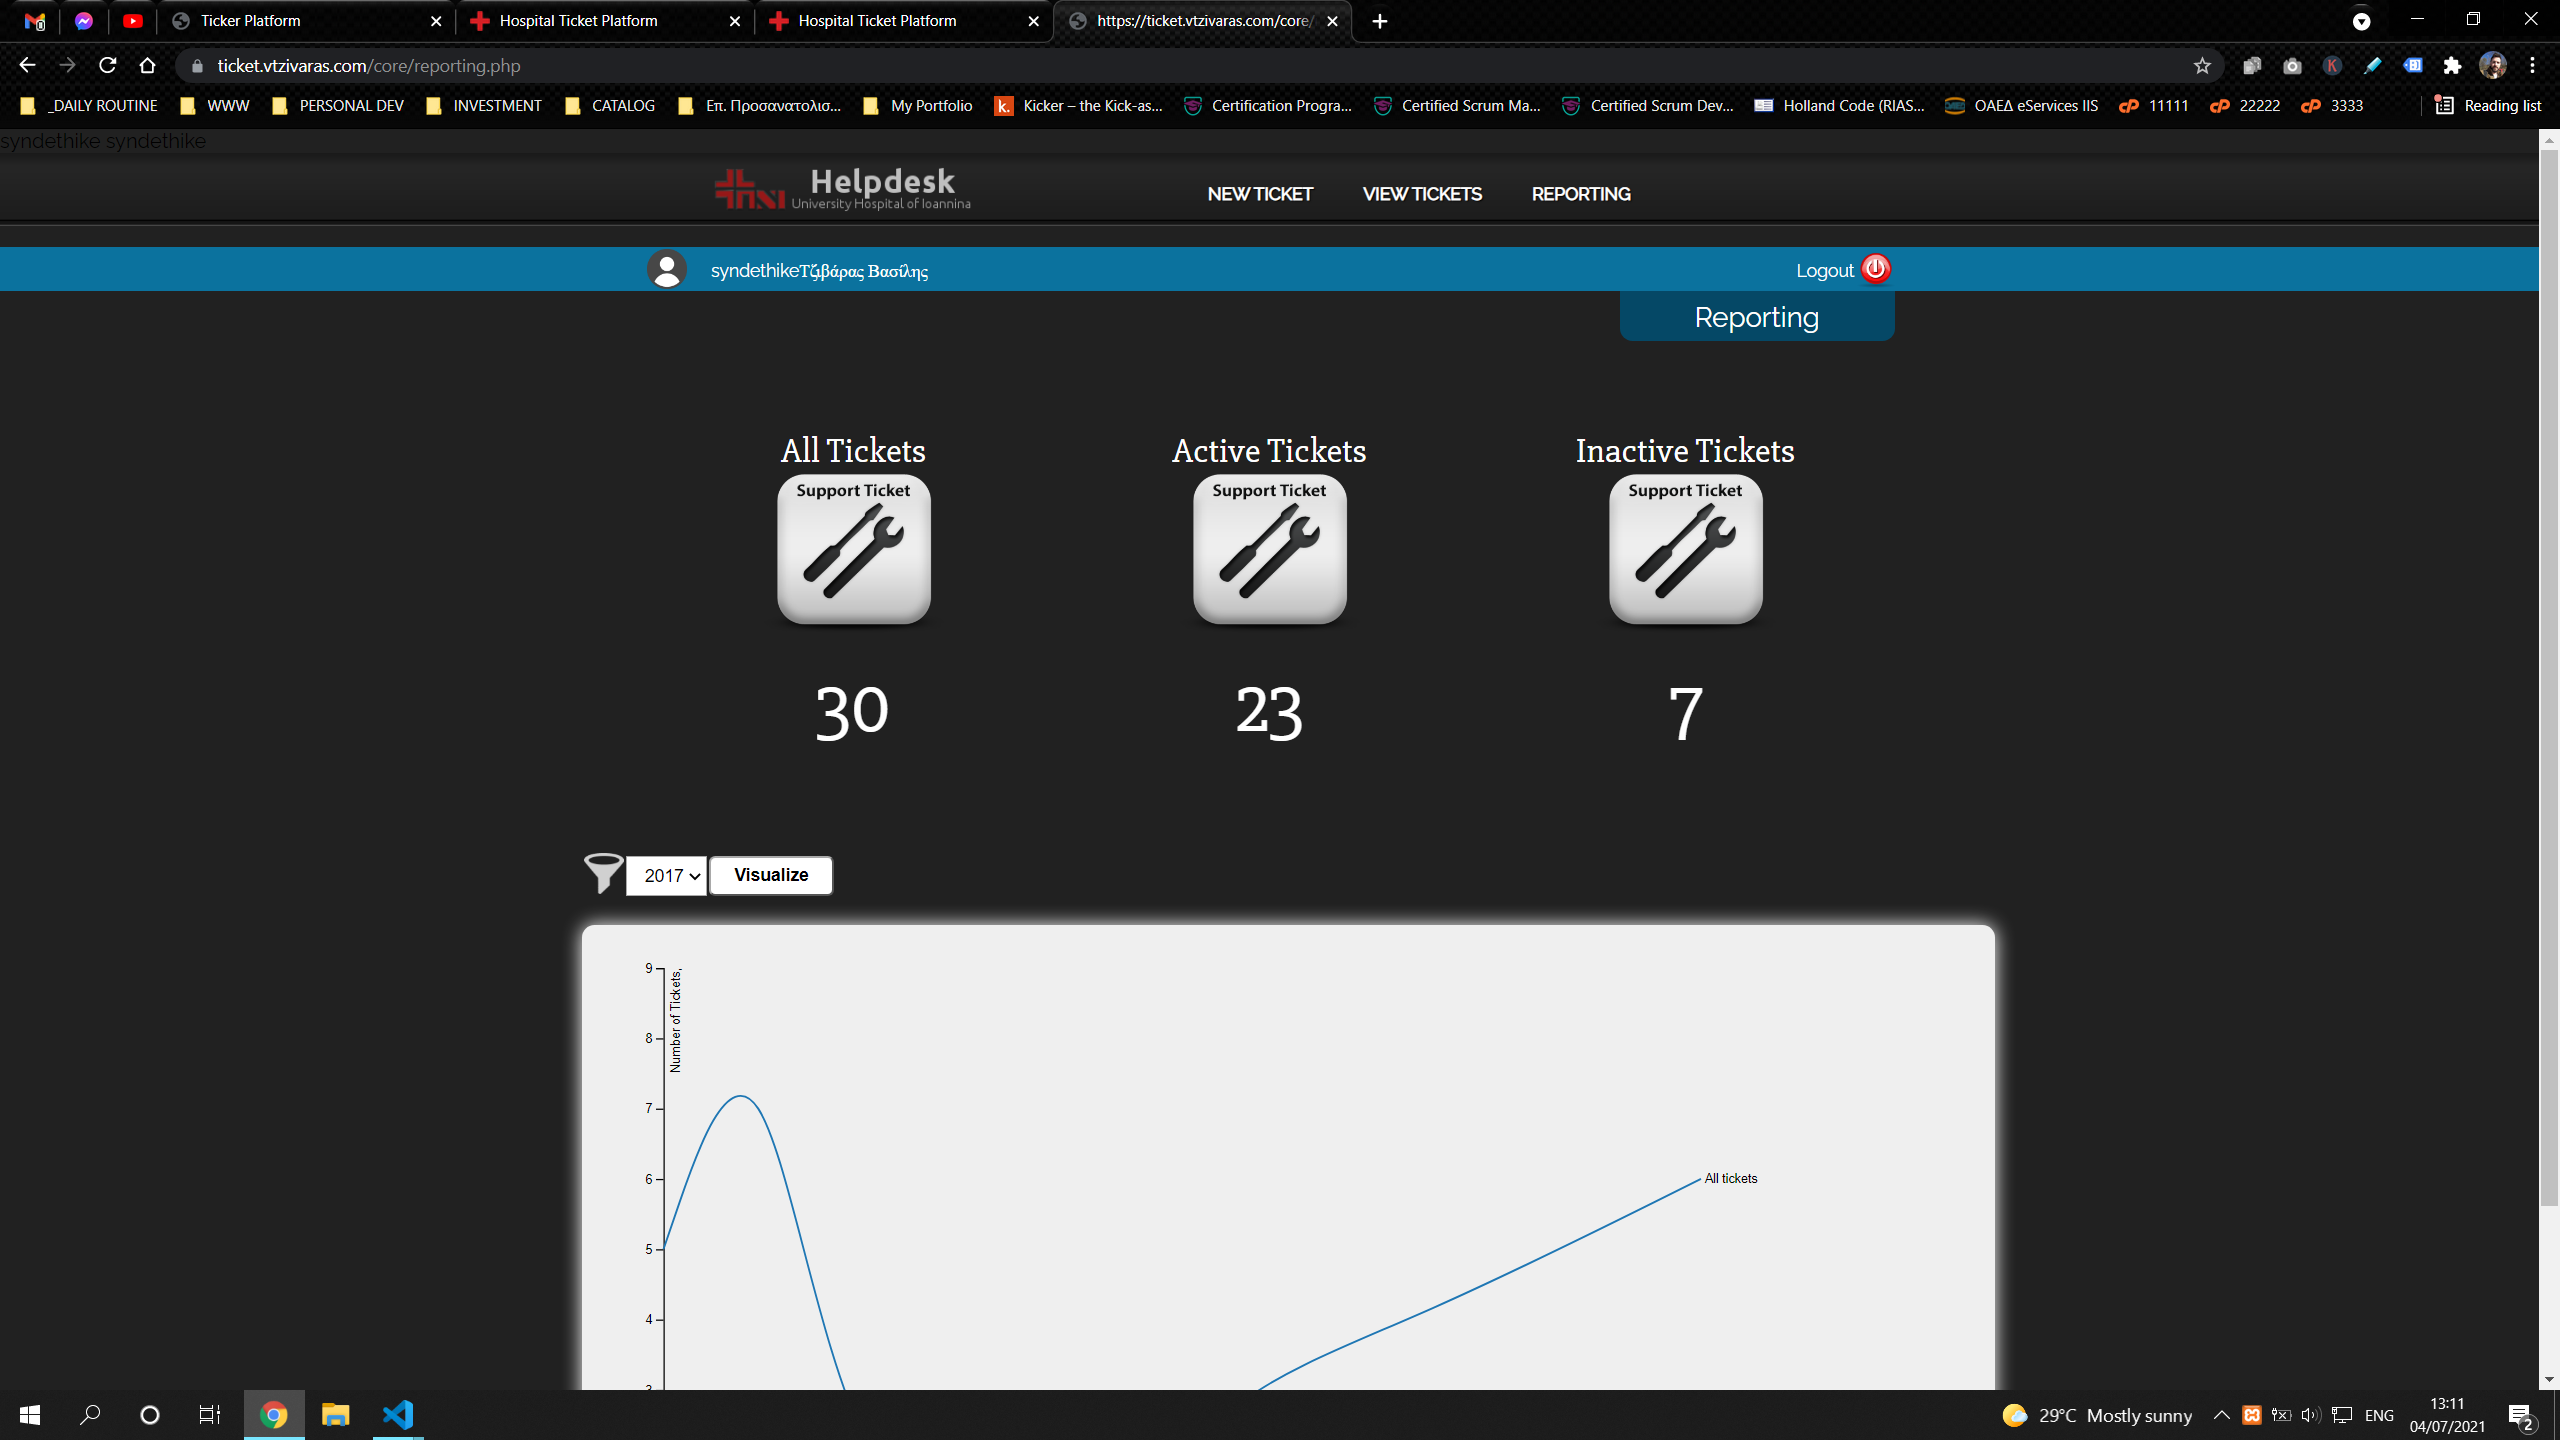 Ticker Platform
Hospital Ticket Platform
Hospital Ticket Platform
https://ticket.vtzivaras.com/core/
ticket.vtzivaras.com/core/reporting.php
_DAILY ROUTINE
WWW
PERSONAL DEV
INVESTMENT
CATALOG
Επ. Προσανατολισ...
My Portfolio
k.
Kicker – the Kick-as...
Certification Progra...
Certified Scrum Ma...
Certified Scrum Dev...
Holland Code (RIAS...
ΟΑΕΔ eServices IIS
cP 11111
cP 22222
cP 3333
Reading list
syndethike syndethike
Helpdesk
University Hospital of Ioannina
NEW TICKET
VIEW TICKETS
REPORTING
syndethikeΤζιβάρας Βασίλης
Logout
Reporting
All Tickets
Active Tickets
Inactive Tickets
Support Ticket
Support Ticket
Support Ticket
30
23
7
2017
Visualize
9
Number of Tickets,
8
7
6
All tickets
5
4
29°C Mostly sunny
ENG
13:11
04/07/2021
2